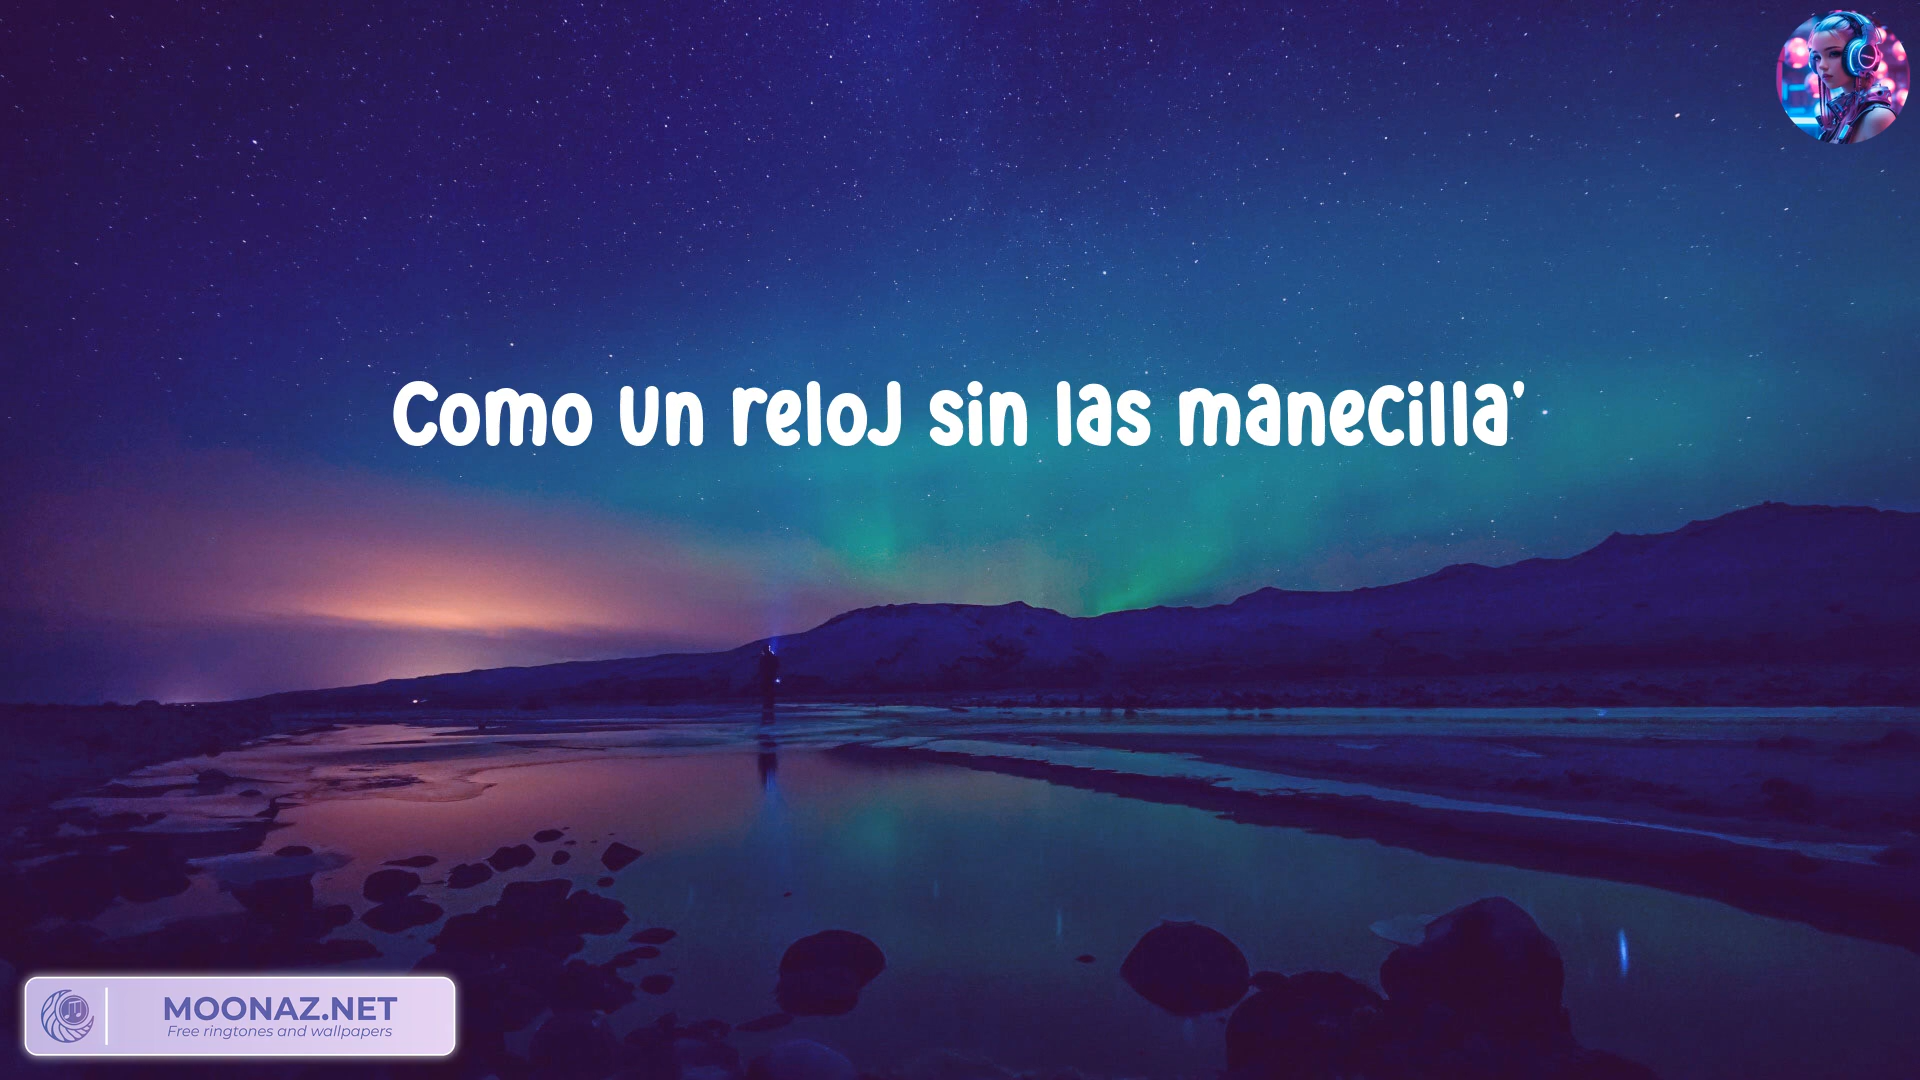 Como un reloj sin las manecilla'
MOONAZ.NET
Free ringtones and wallpapers